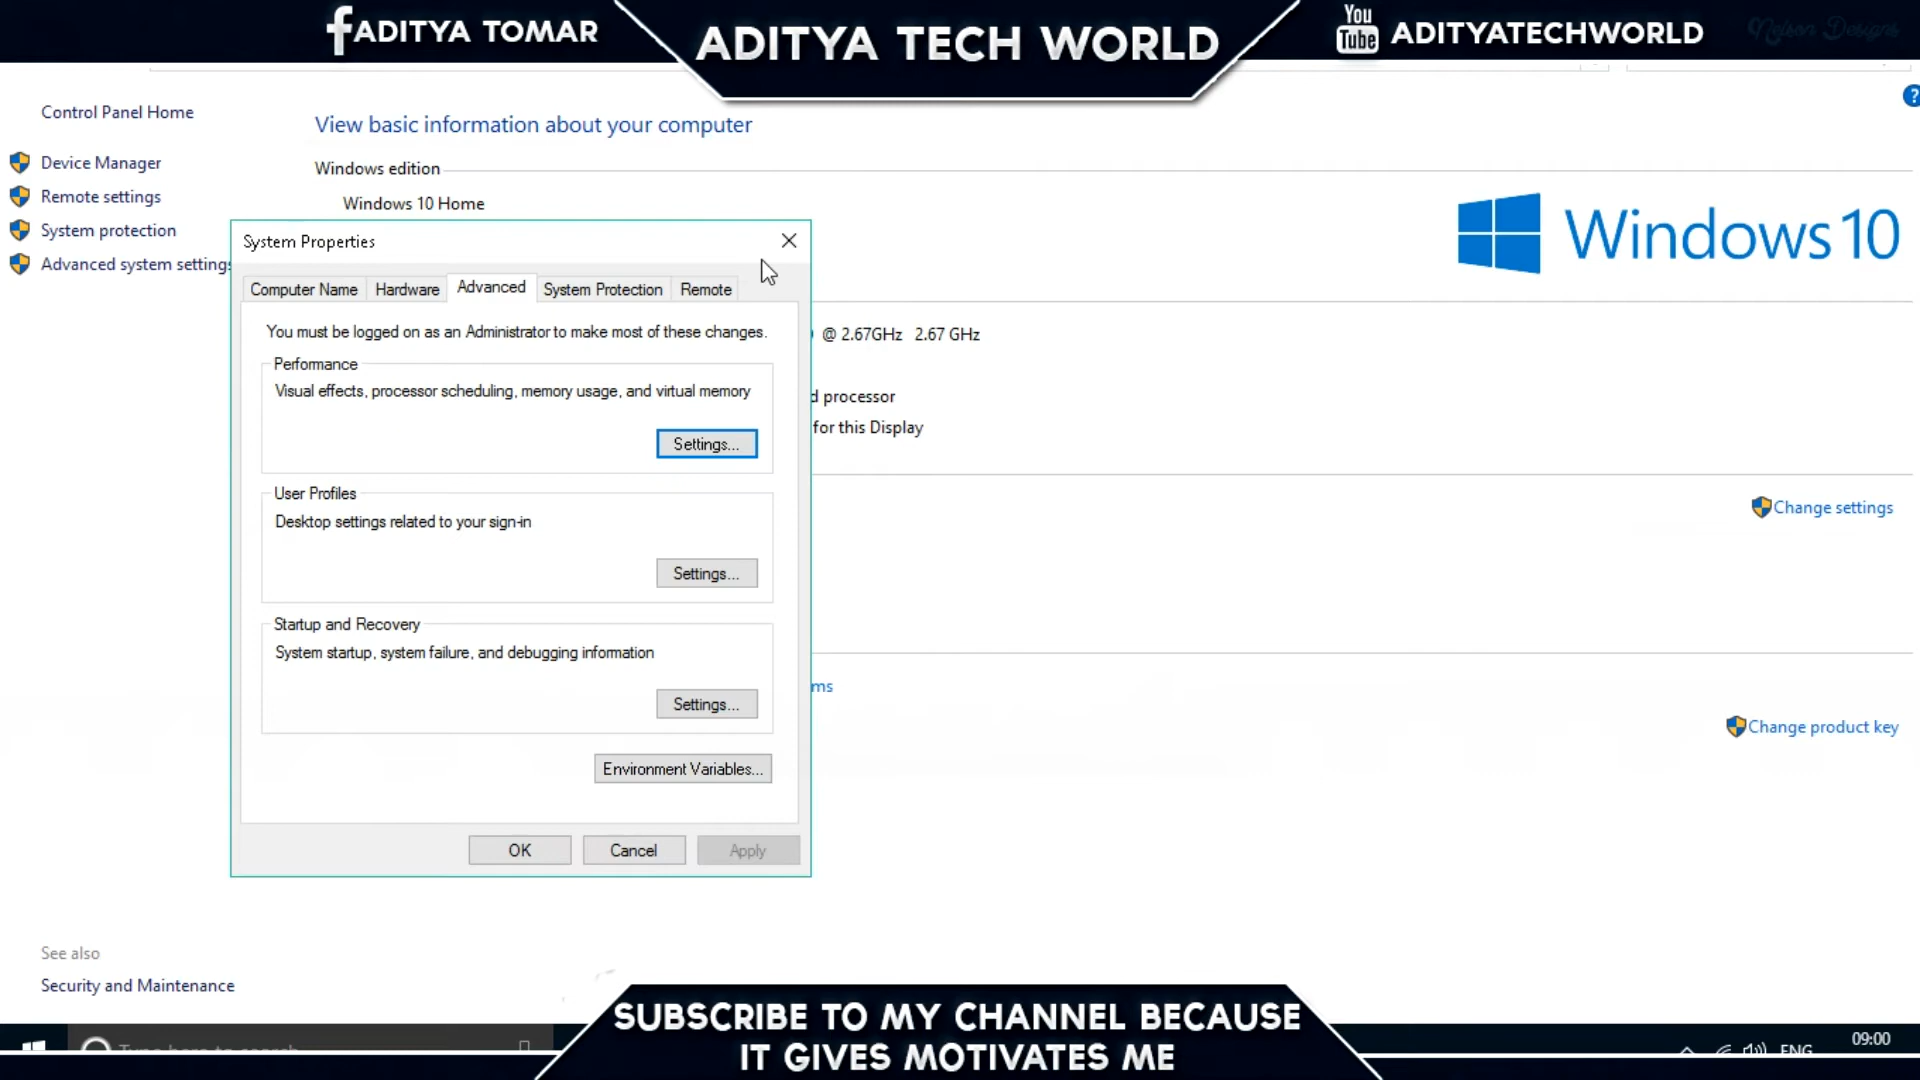 ADITYA TOMAR
ADITYA TECH WORLD
You
Tube
ADITYATECHWORLD
Nelson Designs
Control Panel Home
?
View basic information about your computer
Device Manager
Windows edition
Remote settings
Windows 10 Home
System protection
Windows 10
Advanced system settings
System Properties
Computer Name
Hardware
Advanced
System Protection
Remote
You must be logged on as an Administrator to make most of these changes.
@ 2.67GHz 2.67 GHz
Performance
Visual effects, processor scheduling, memory usage, and virtual memory
d processor
for this Display
Settings...
User Profiles
Desktop settings related to your sign-in
Change settings
Settings...
Startup and Recovery
System startup, system failure, and debugging information
ms
Settings...
Change product key
Environment Variables...
OK
Cancel
Apply
See also
Security and Maintenance
SUBSCRIBE TO MY CHANNEL BECAUSE
IT GIVES MOTIVATES ME
Type here to search
ENG
09:00